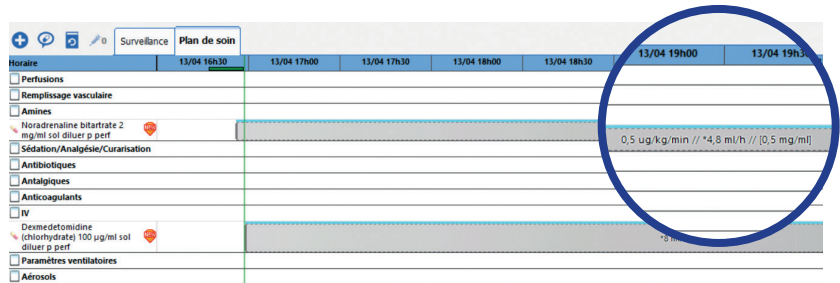 0 Surveillance Plan de soin
Horaire 13/04 16h30 13/04 17h00 13/04 17h30 13/04 18h00 13/04 18h30 13/04 19h00 13/04 19h3
Perfusions
Remplissage vasculaire
Amines
Noradrenaline bitartrate 2
mg/ml sol diluer p perf
0,5 ug/kg/min // *4,8 ml/h // [0,5 mg/ml]
Sédation/Analgésie/Curarisation
Antibiotiques
Antalgiques
Anticoagulants
IV
Dexmedetomidine
(chlorhydrate) 100 µg/ml sol
diluer p perf
*8
Paramètres ventilatoires
Aérosols